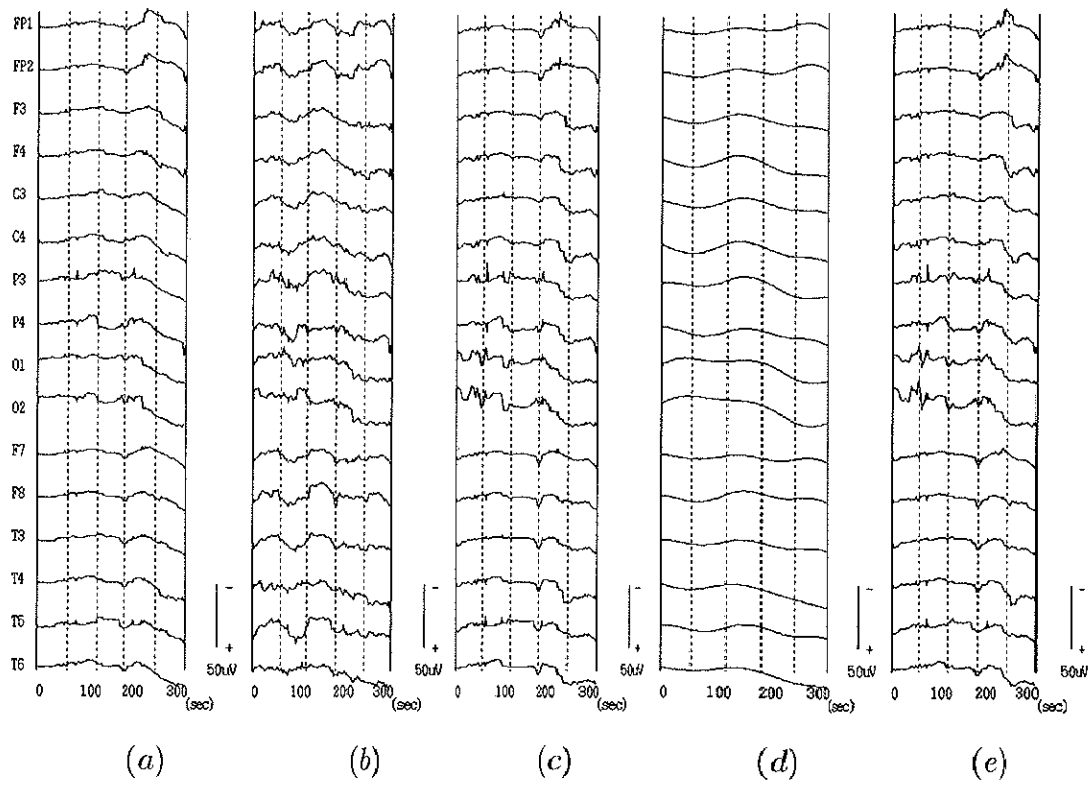 FP1
FP2
F3
F4
C3
C4
P3
P4
O1
O2
F7
F8
T3
T4
T5
T6
- - - -
+ + + +
50uV 50uV 50uV 50uV
0 100 200 300 0 100 200 300 0 100 200 300 0 100 200 300 0 100 200 300
(sec) (sec) (sec) (sec) (sec)
(a) (b) (c) (d) (e)